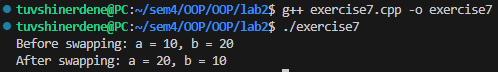 tuvshinerdene@PC:~/sem4/OOP/OOP/lab2$ g++ exercise7.cpp -o exercise7
tuvshinerdene@PC:~/sem4/OOP/OOP/lab2$ ./exercise7
Before swapping: a = 10, b = 20
After swapping: a = 20, b = 10